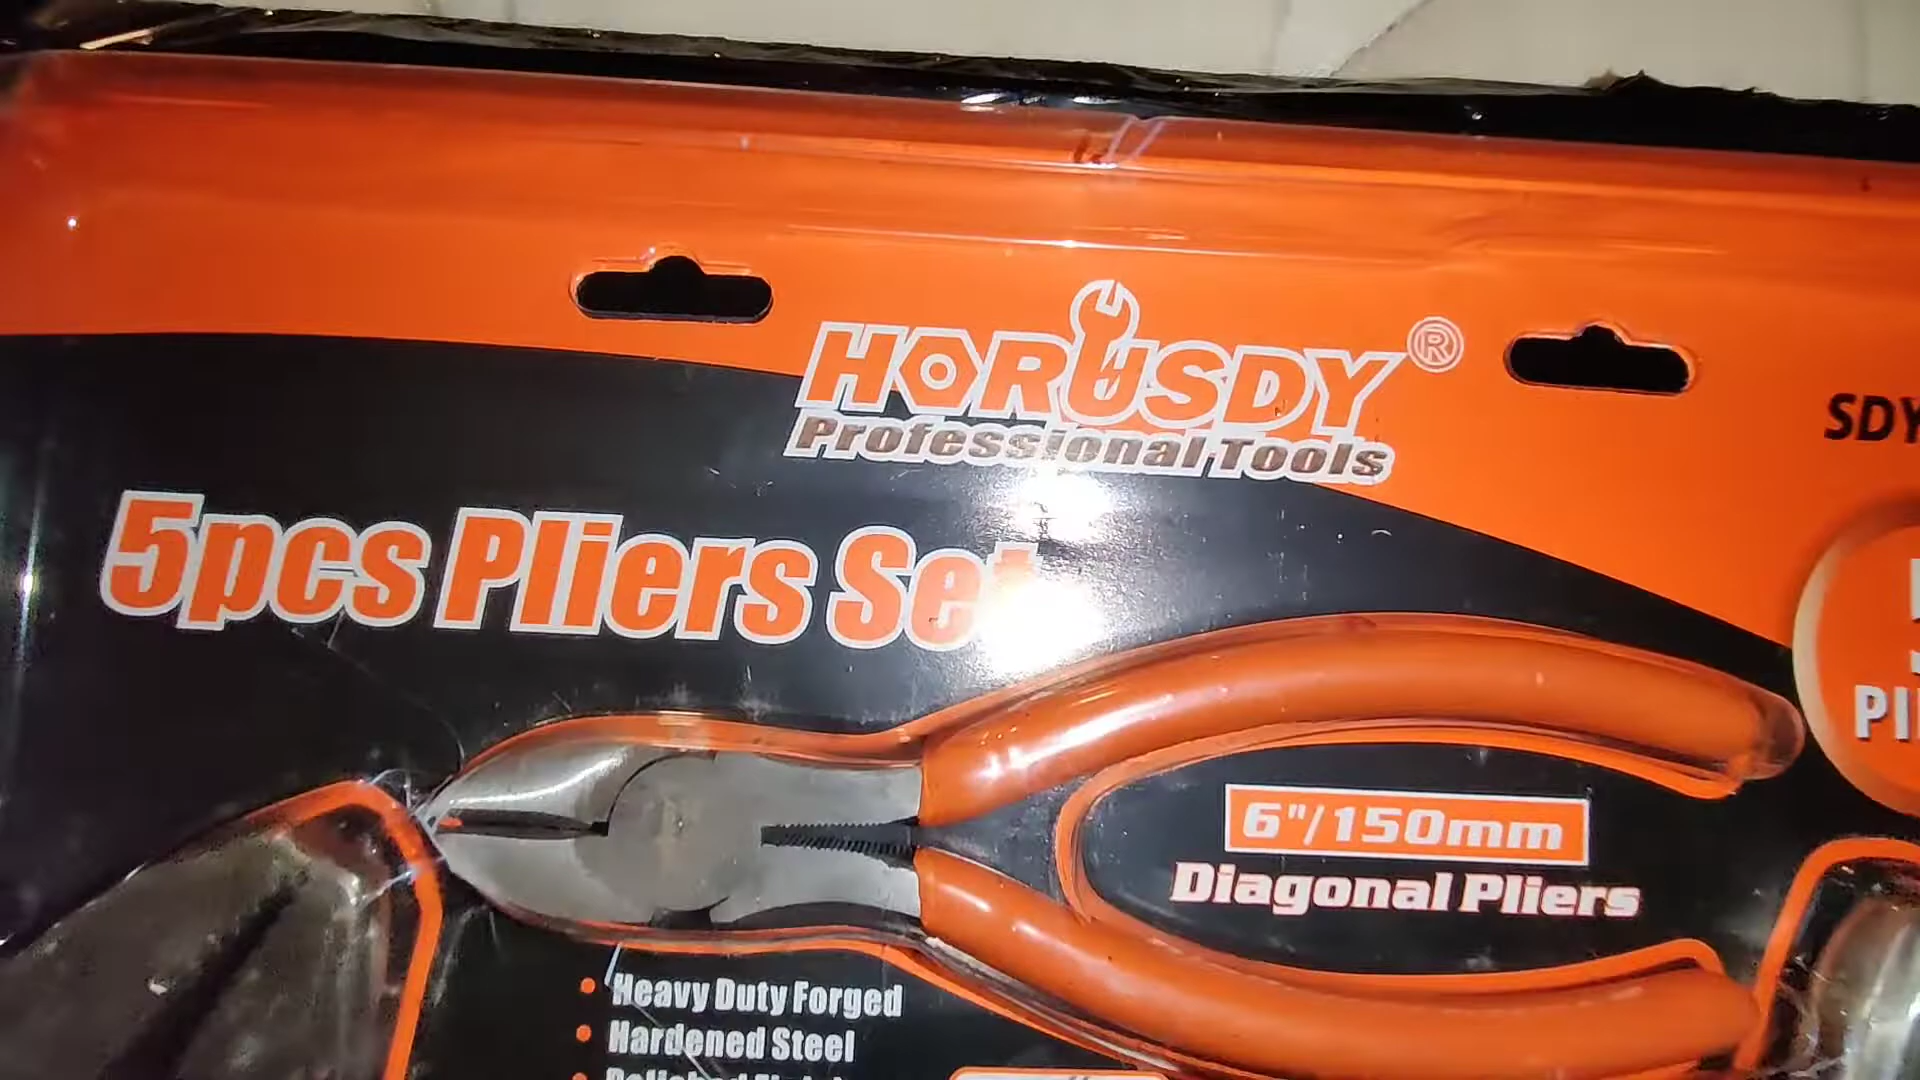 HORUSDY ®
Professional Tools
SDY
5pcs Pliers Set
6"/150mm
Diagonal Pliers
• Heavy Duty Forged
• Hardened Steel